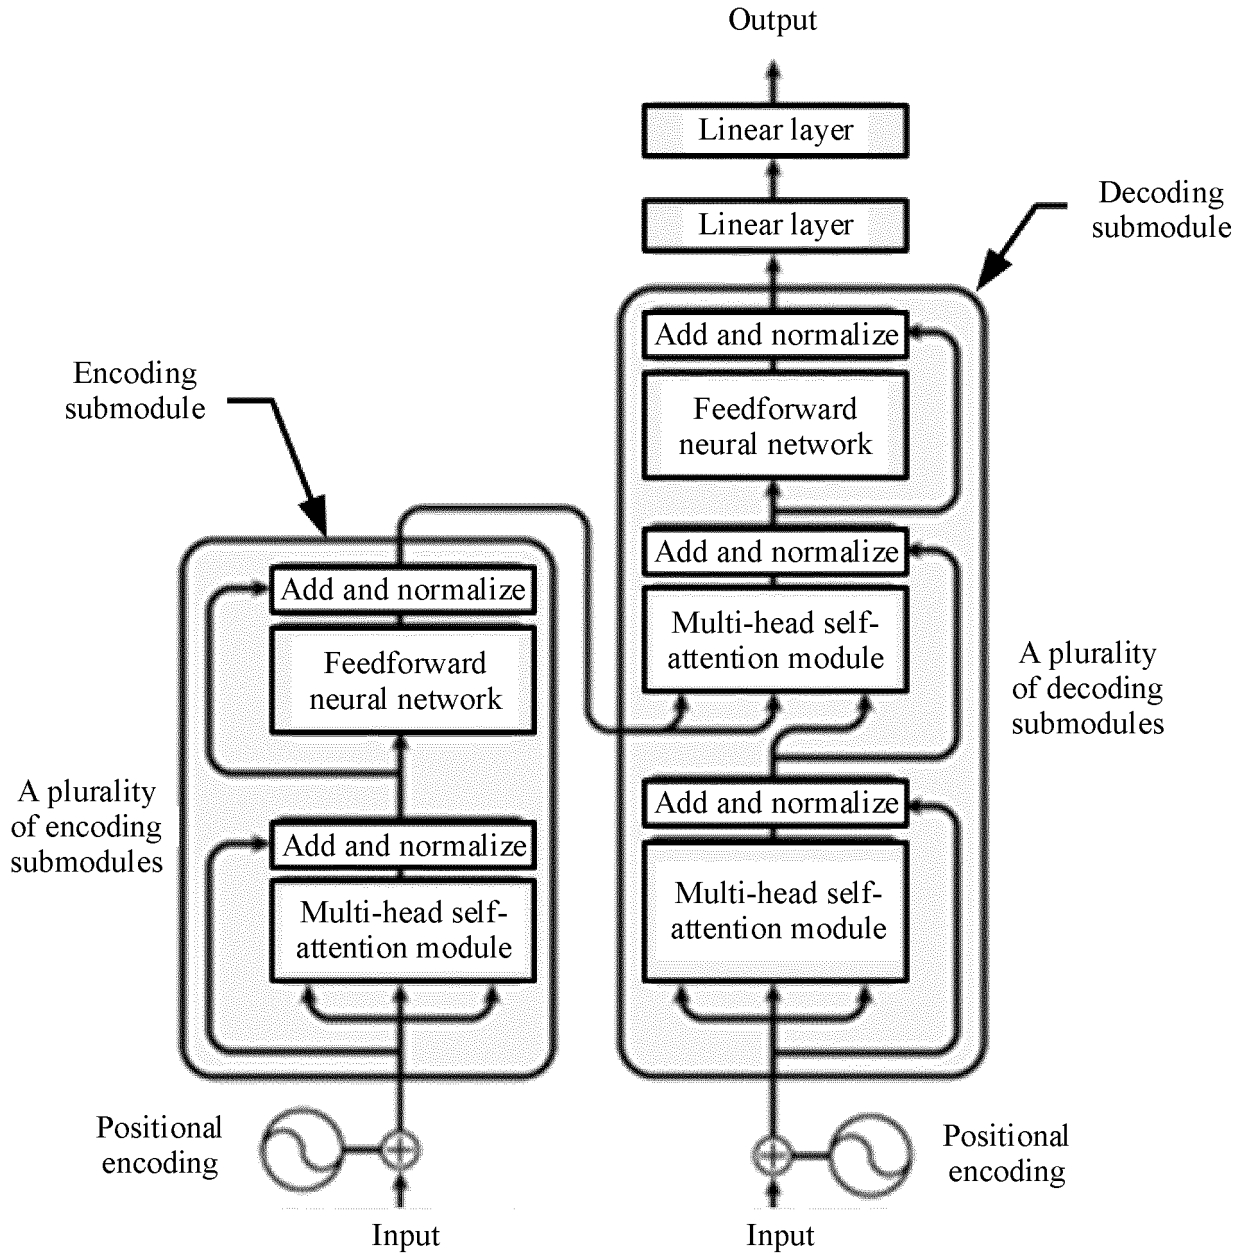 Output
Linear layer
Linear layer
Decoding
submodule
Add and normalize
Feedforward
neural network
Add and normalize
Multi-head self-
attention module
A plurality
of decoding
submodules
Add and normalize
Multi-head self-
attention module
Positional
encoding
Input
Encoding
submodule
Add and normalize
Feedforward
neural network
A plurality
of encoding
submodules
Add and normalize
Multi-head self-
attention module
Positional
encoding
Input